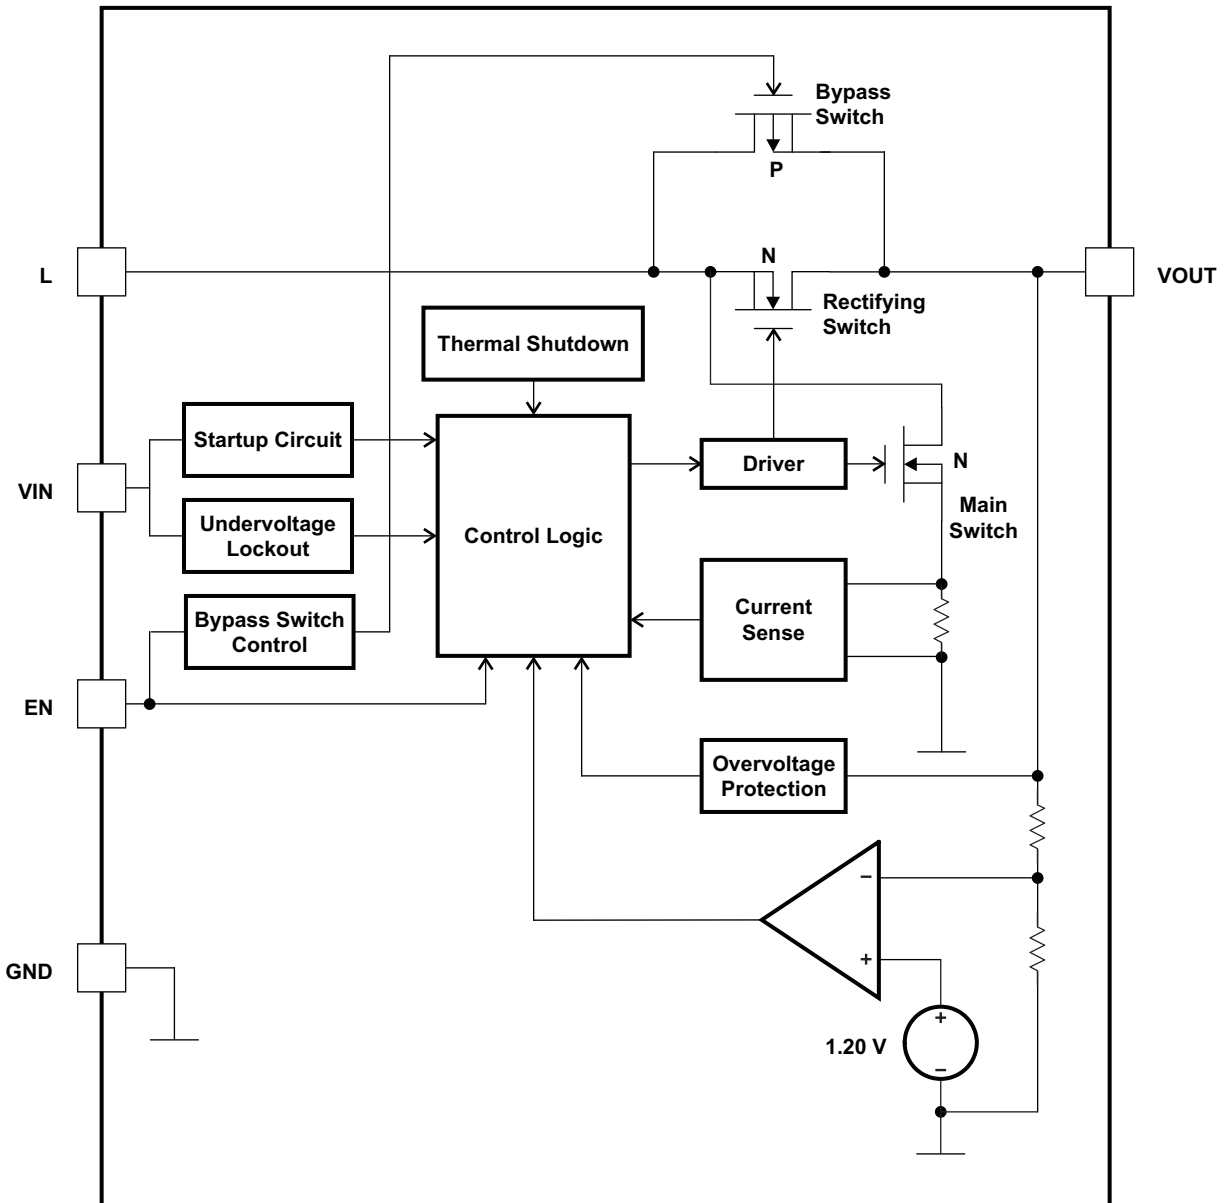 Bypass
Switch
P
L
N
VOUT
Rectifying
Switch
Thermal Shutdown
Startup Circuit
Driver
N
VIN
Main
Switch
Undervoltage
Lockout
Control Logic
Bypass Switch
Control
Current
Sense
EN
Overvoltage
Protection
−
+
GND
+
1.20 V
−